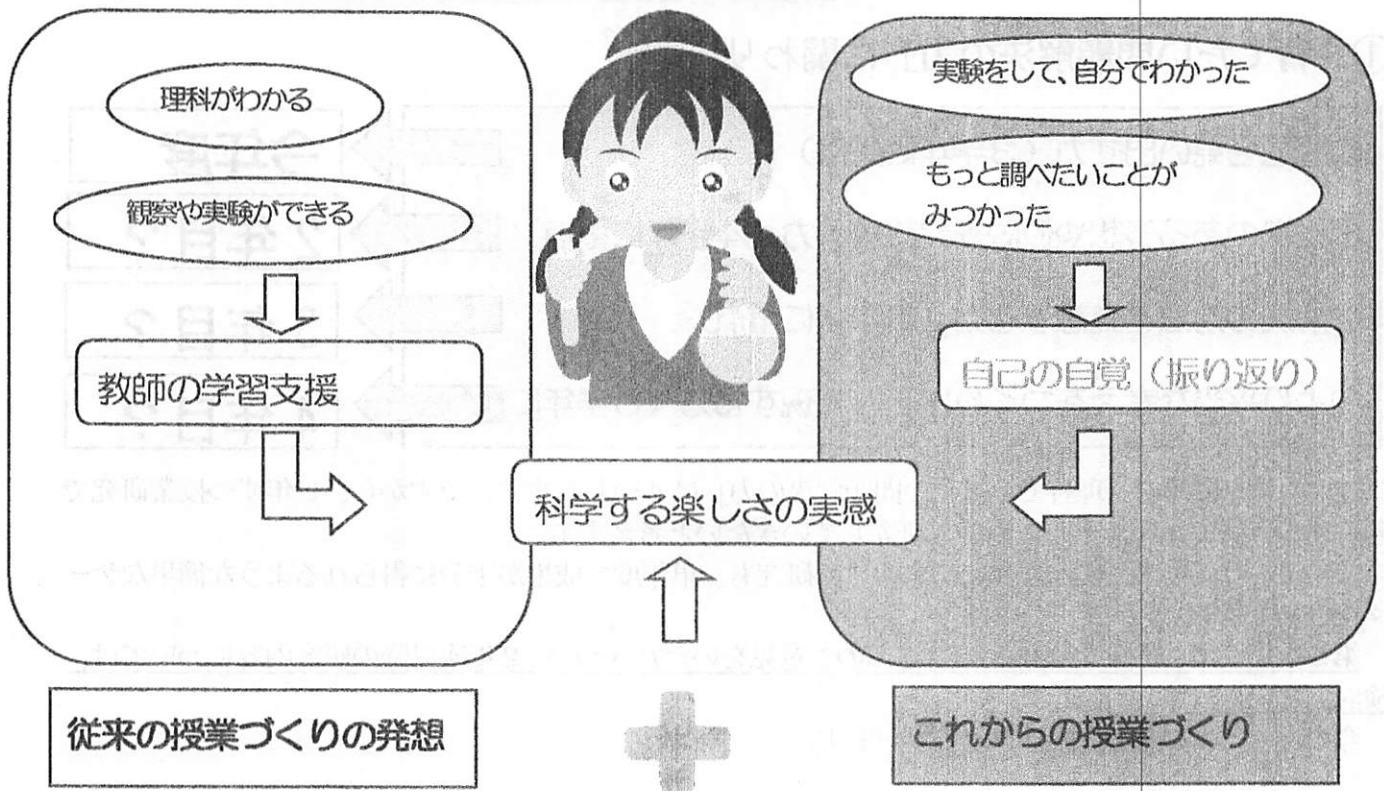 理科がわかる
観察や実験ができる
教師の学習支援
実験をして、自分でわかった
もっと調べたいことが
みつかった
自己の自覚（振り返り）
科学する楽しさの実感
従来の授業づくりの発想
これからの授業づくり